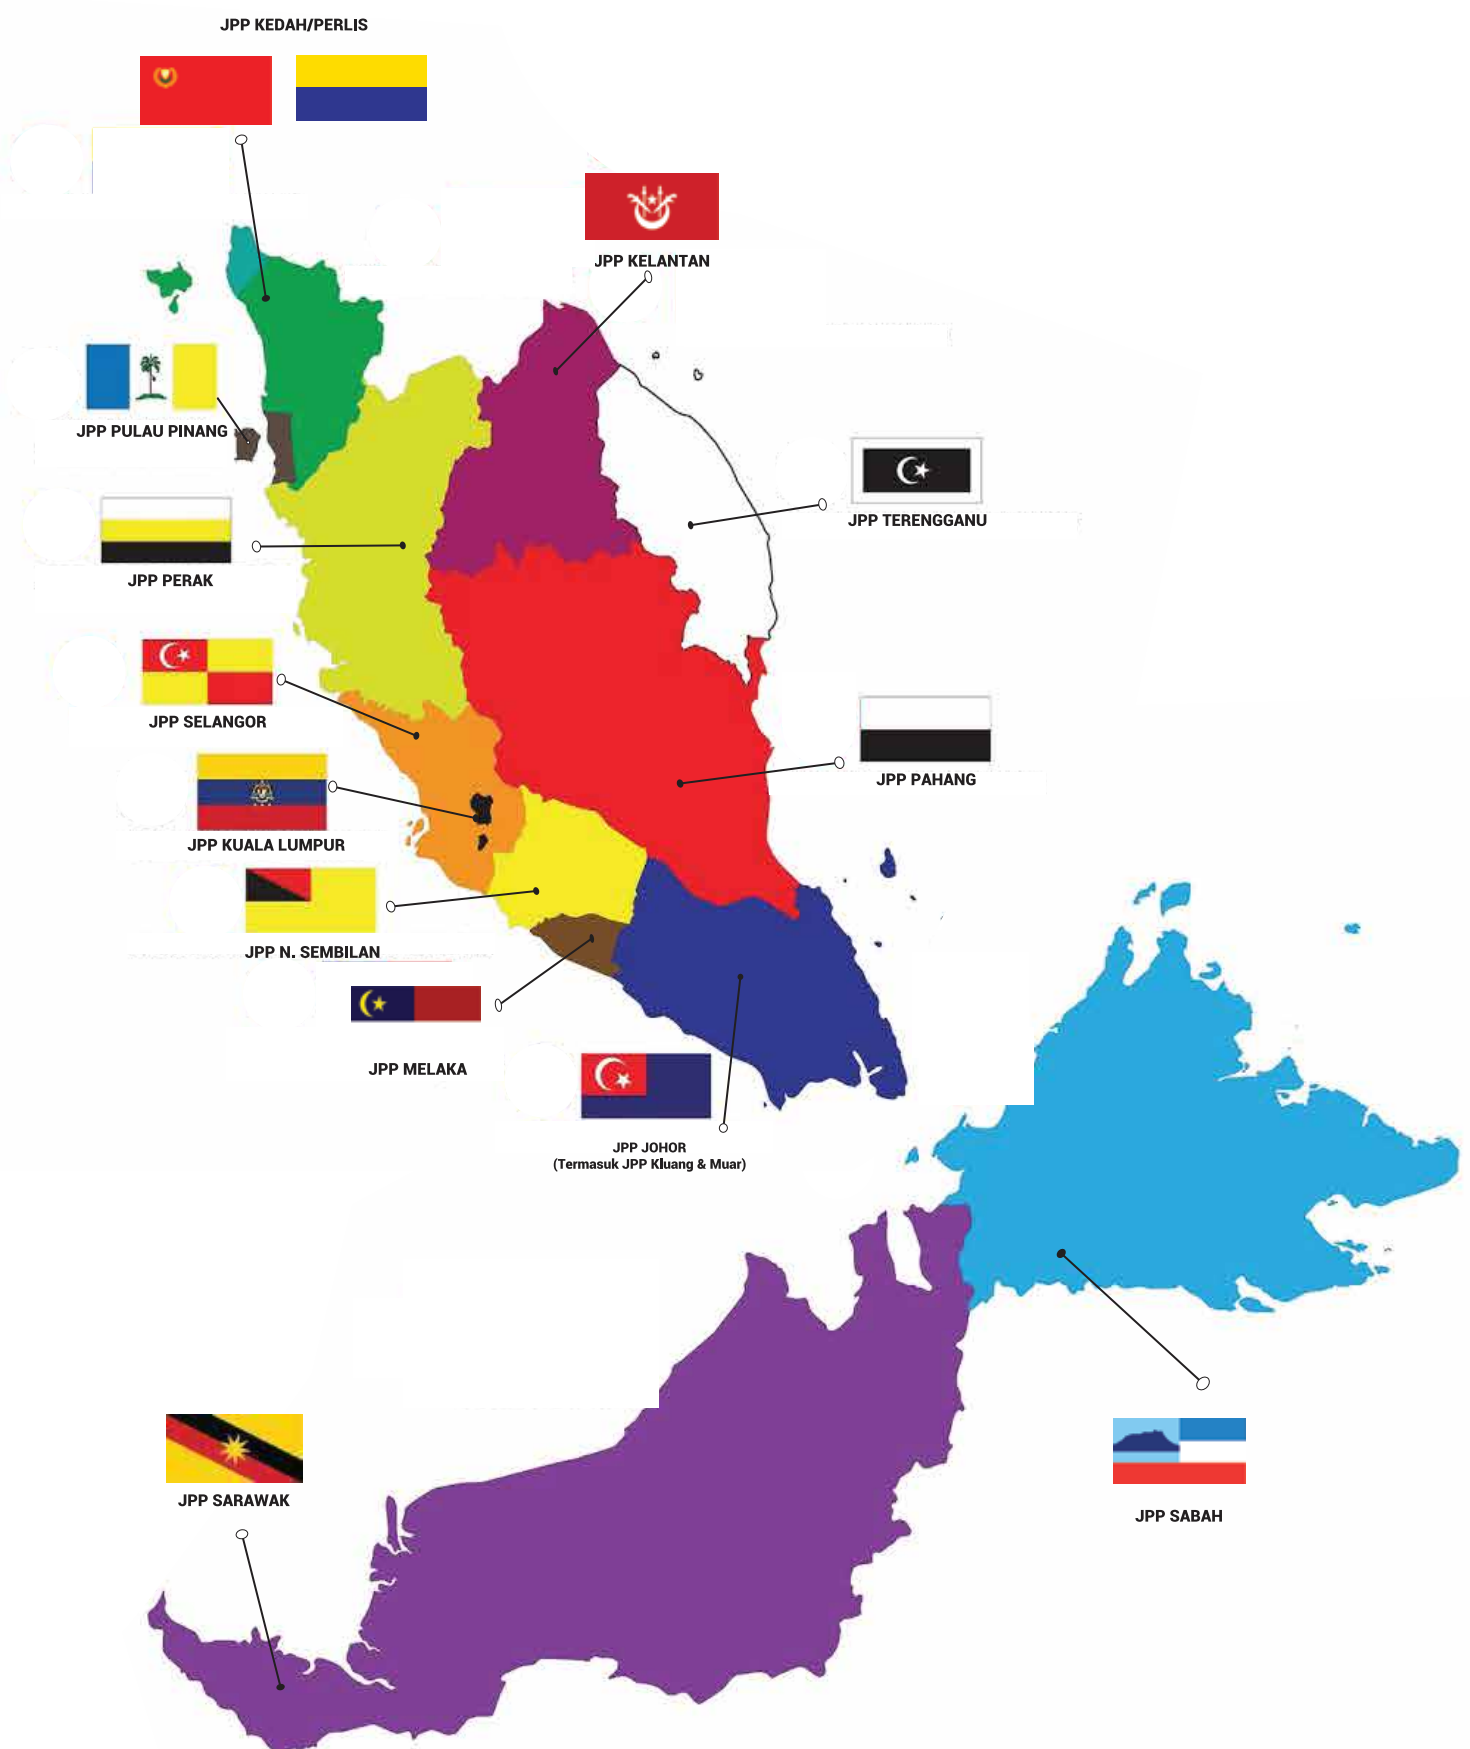 JPP KEDAH/PERLIS
JPP KELANTAN
JPP PULAU PINANG
JPP TERENGGANU
JPP PERAK
JPP SELANGOR
JPP PAHANG
JPP KUALA LUMPUR
JPP N. SEMBILAN
JPP MELAKA
JPP JOHOR
(Termasuk JPP Kluang & Muar)
JPP SARAWAK
JPP SABAH